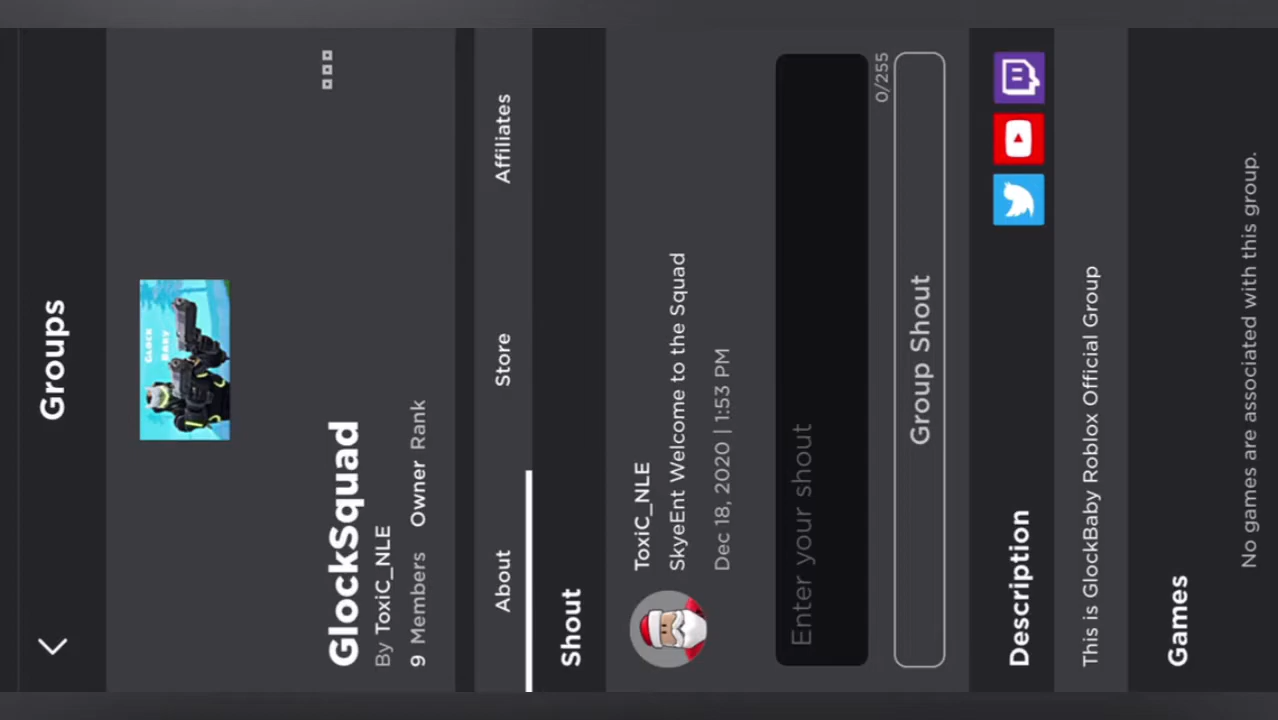 Groups
GLOCK
BABY
GlockSquad
By ToxiC_NLE
9 Members Owner Rank
About Store Affiliates
Shout
ToxiC_NLE
SkyeEnt Welcome to the Squad
Dec 18, 2020 | 1:53 PM
Enter your shout
0/255
Group Shout
Description
This is GlockBaby Roblox Official Group
Games
No games are associated with this group.